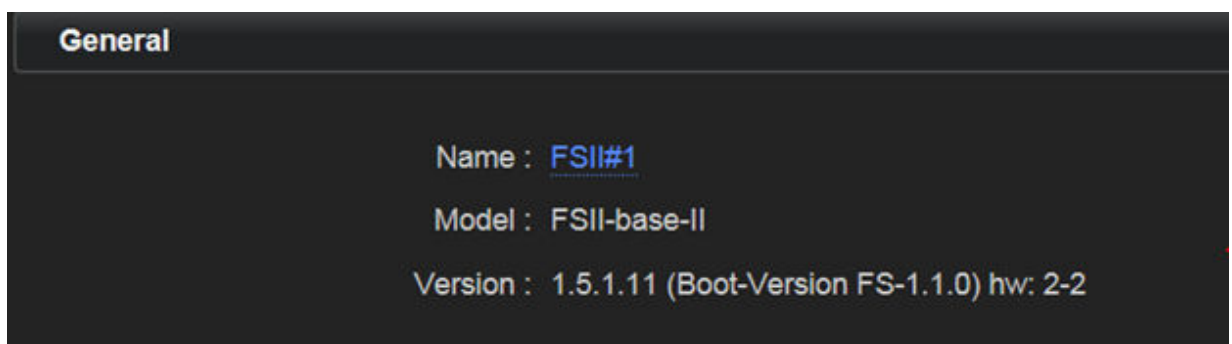 General
Name : FSII#1
Model : FSII-base-II
Version : 1.5.1.11 (Boot-Version FS-1.1.0) hw: 2-2